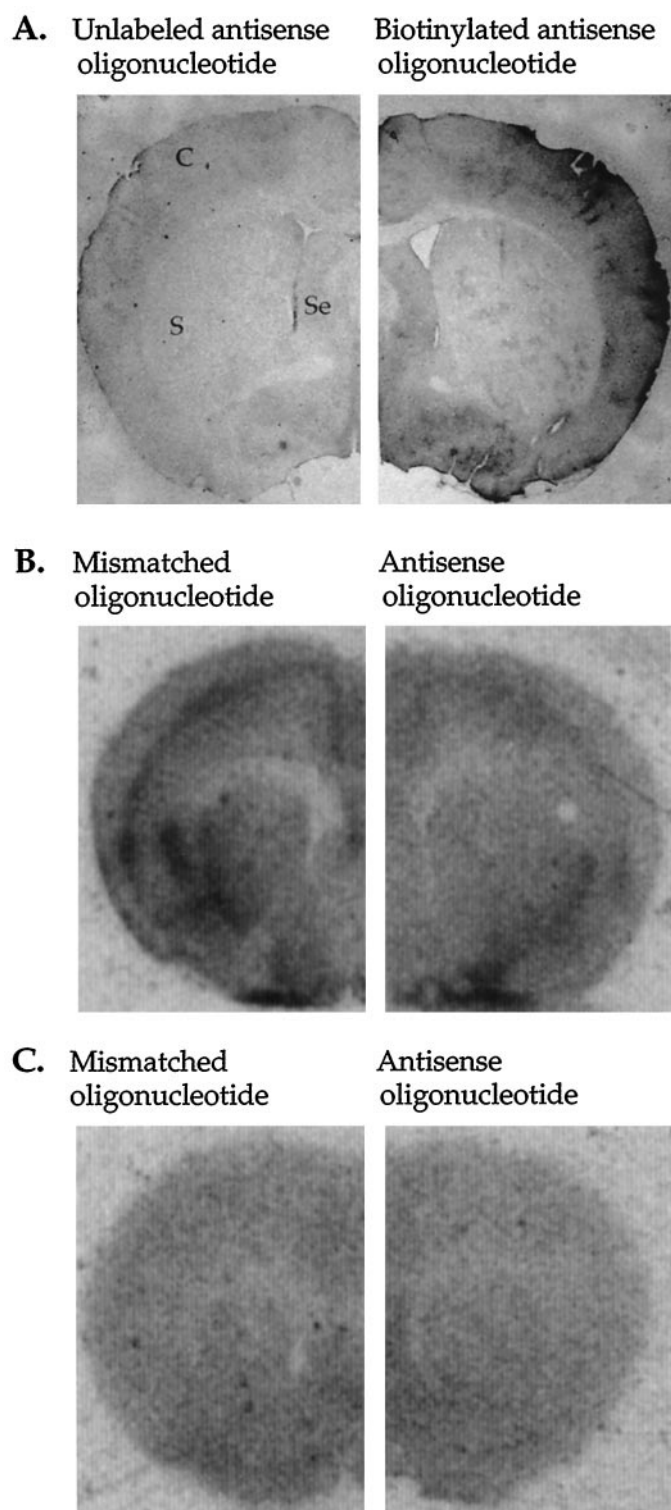 A. Unlabeled antisense
oligonucleotide
Biotinylated antisense
oligonucleotide
C
S
Se
B. Mismatched
oligonucleotide
Antisense
oligonucleotide
C. Mismatched
oligonucleotide
Antisense
oligonucleotide